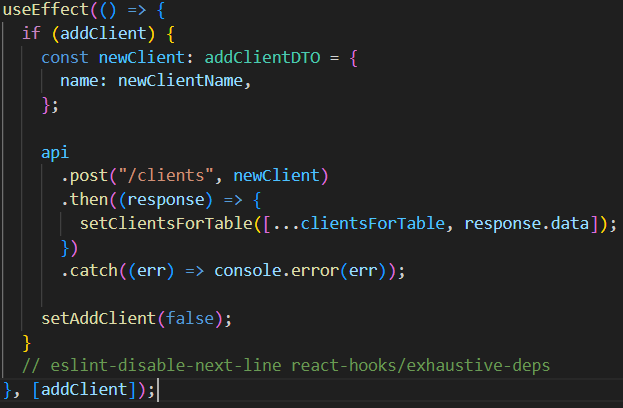 useEffect(() => {
  if (addClient) {
    const newClient: addClientDTO = {
      name: newClientName,
    };

    api
      .post("/clients", newClient)
      .then((response) => {
        setClientsForTable([...clientsForTable, response.data]);
      })
      .catch((err) => console.error(err));

    setAddClient(false);
  }
  // eslint-disable-next-line react-hooks/exhaustive-deps
}, [addClient]);